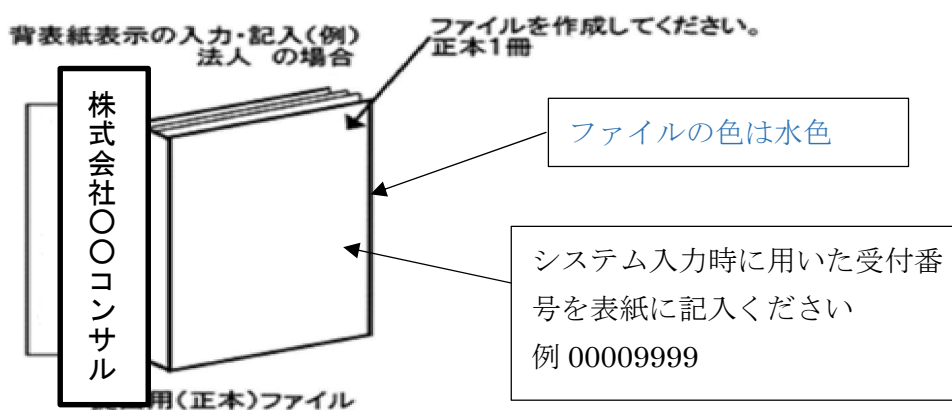 背表紙表示の入力・記入(例)
法人 の場合
ファイルを作成してください。
正本1冊
株式会社〇〇コンサル
ファイルの色は水色
システム入力時に用いた受付番
号を表紙に記入ください
例 00009999
用(正本)ファイル